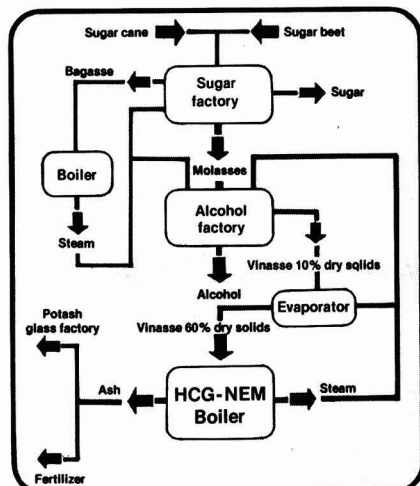 Sugar cane
Sugar beet
Bagasse
Sugar
factory
Sugar
Boiler
Molasses
Steam
Alcohol
factory
Vinasse 10% dry sqlids
Alcohol
Evaporator
Potash
glass factory
Vinasse 60% dry solids
Ash
HCG-NEM
Boiler
Steam
Fertilizer